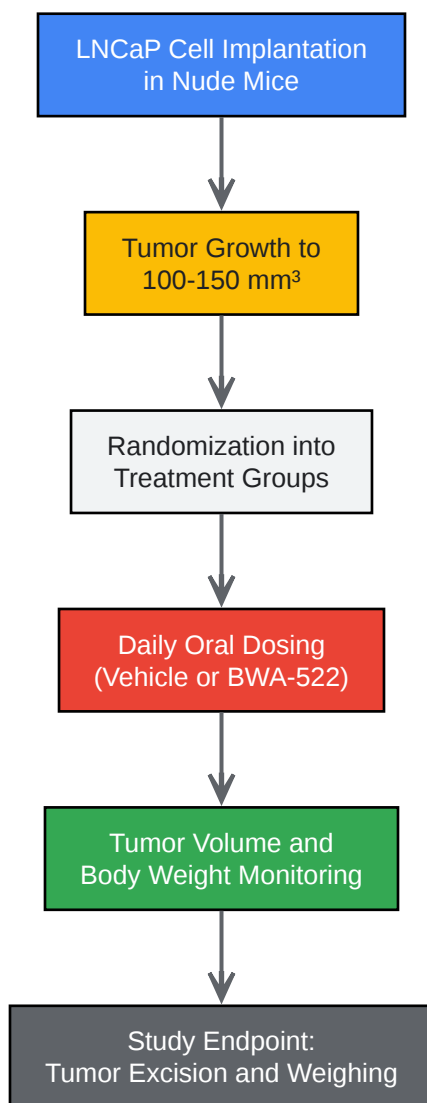 LNCaP Cell Implantation
in Nude Mice
Tumor Growth to
100-150 mm³
Randomization into
Treatment Groups
Daily Oral Dosing
(Vehicle or BWA-522)
Tumor Volume and
Body Weight Monitoring
Study Endpoint:
Tumor Excision and Weighing